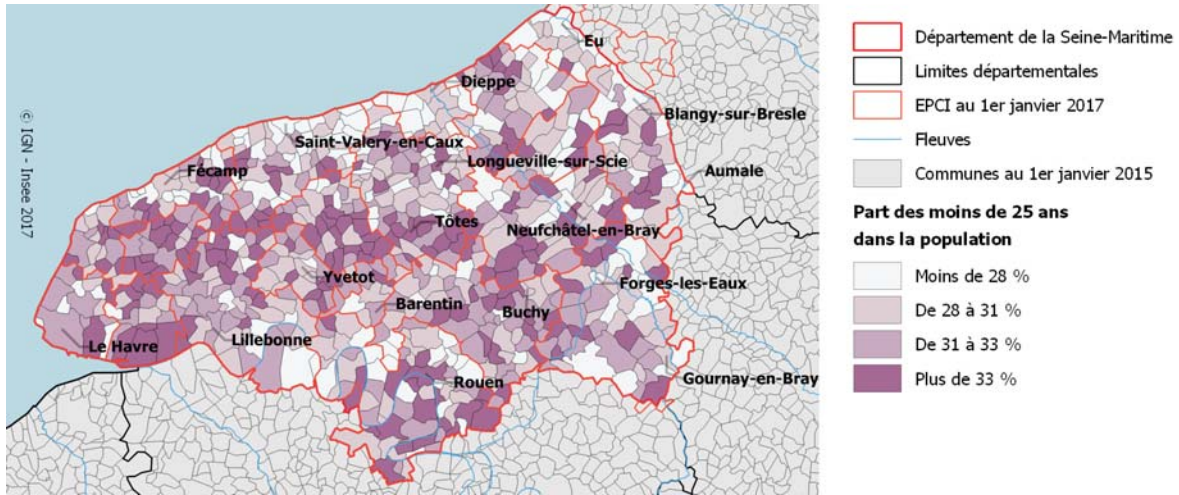 © IGN - Insee 2017
Eu
Dieppe
Blangy-sur-Bresle
Saint-Valery-en-Caux
Longueville-sur-Scie
Fécamp
Aumale
Tôtes
Neufchâtel-en-Bray
Yvetot
Forges-les-Eaux
Barentin
Buchy
Le Havre
Lillebonne
Rouen
Gournay-en-Bray
Département de la Seine-Maritime
Limites départementales
EPCI au 1er janvier 2017
Fleuves
Communes au 1er janvier 2015
Part des moins de 25 ans
dans la population
Moins de 28 %
De 28 à 31 %
De 31 à 33 %
Plus de 33 %